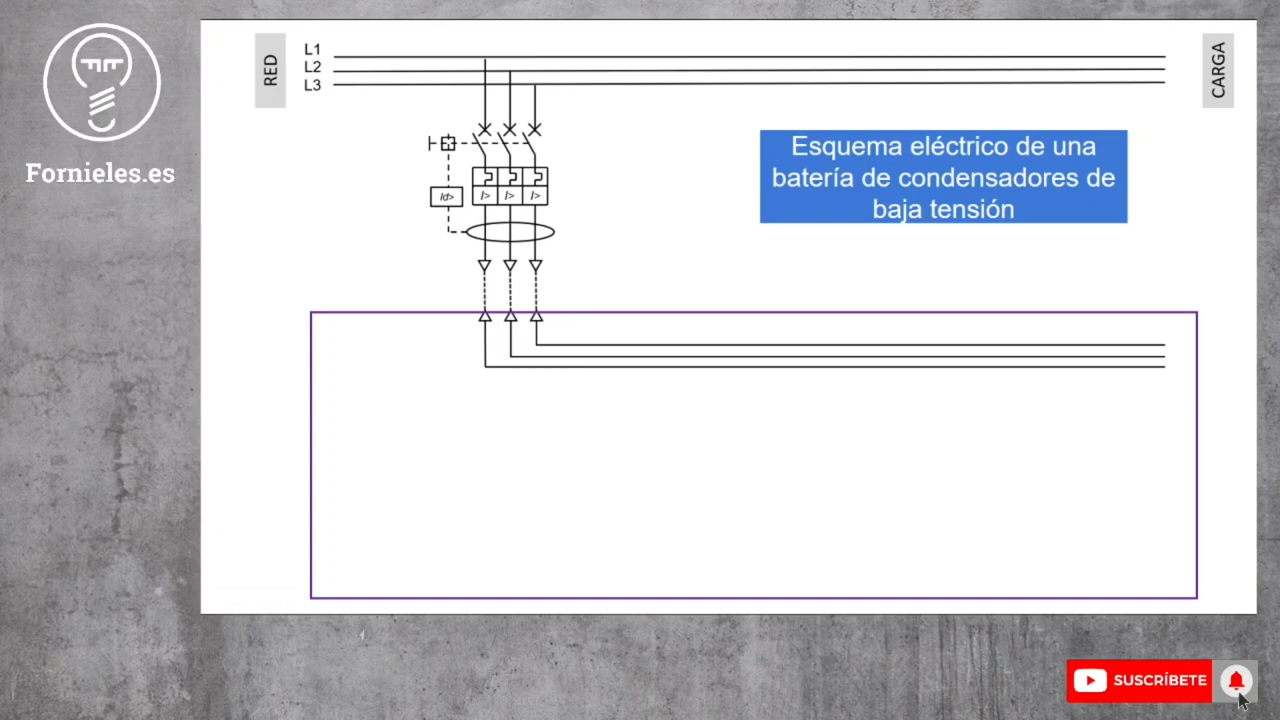 Fornieles.es
RED
L1
L2
L3
CARGA
Esquema eléctrico de una
batería de condensadores de
baja tensión
Id>
I> I> I>
SUSCRÍBETE